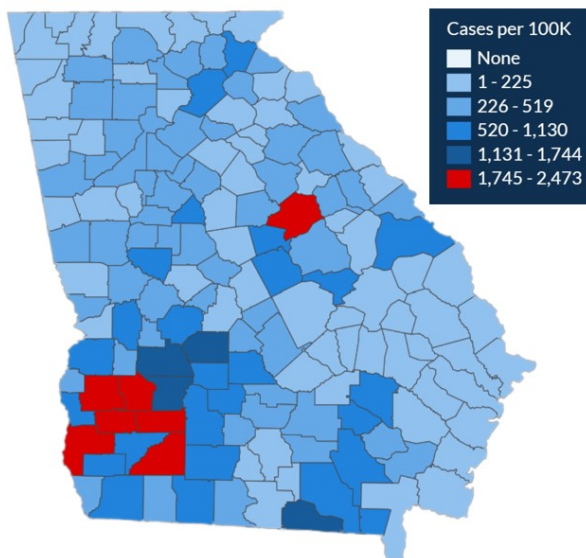 Cases per 100K
None
1 - 225
226 - 519
520 - 1,130
1,131 - 1,744
1,745 - 2,473